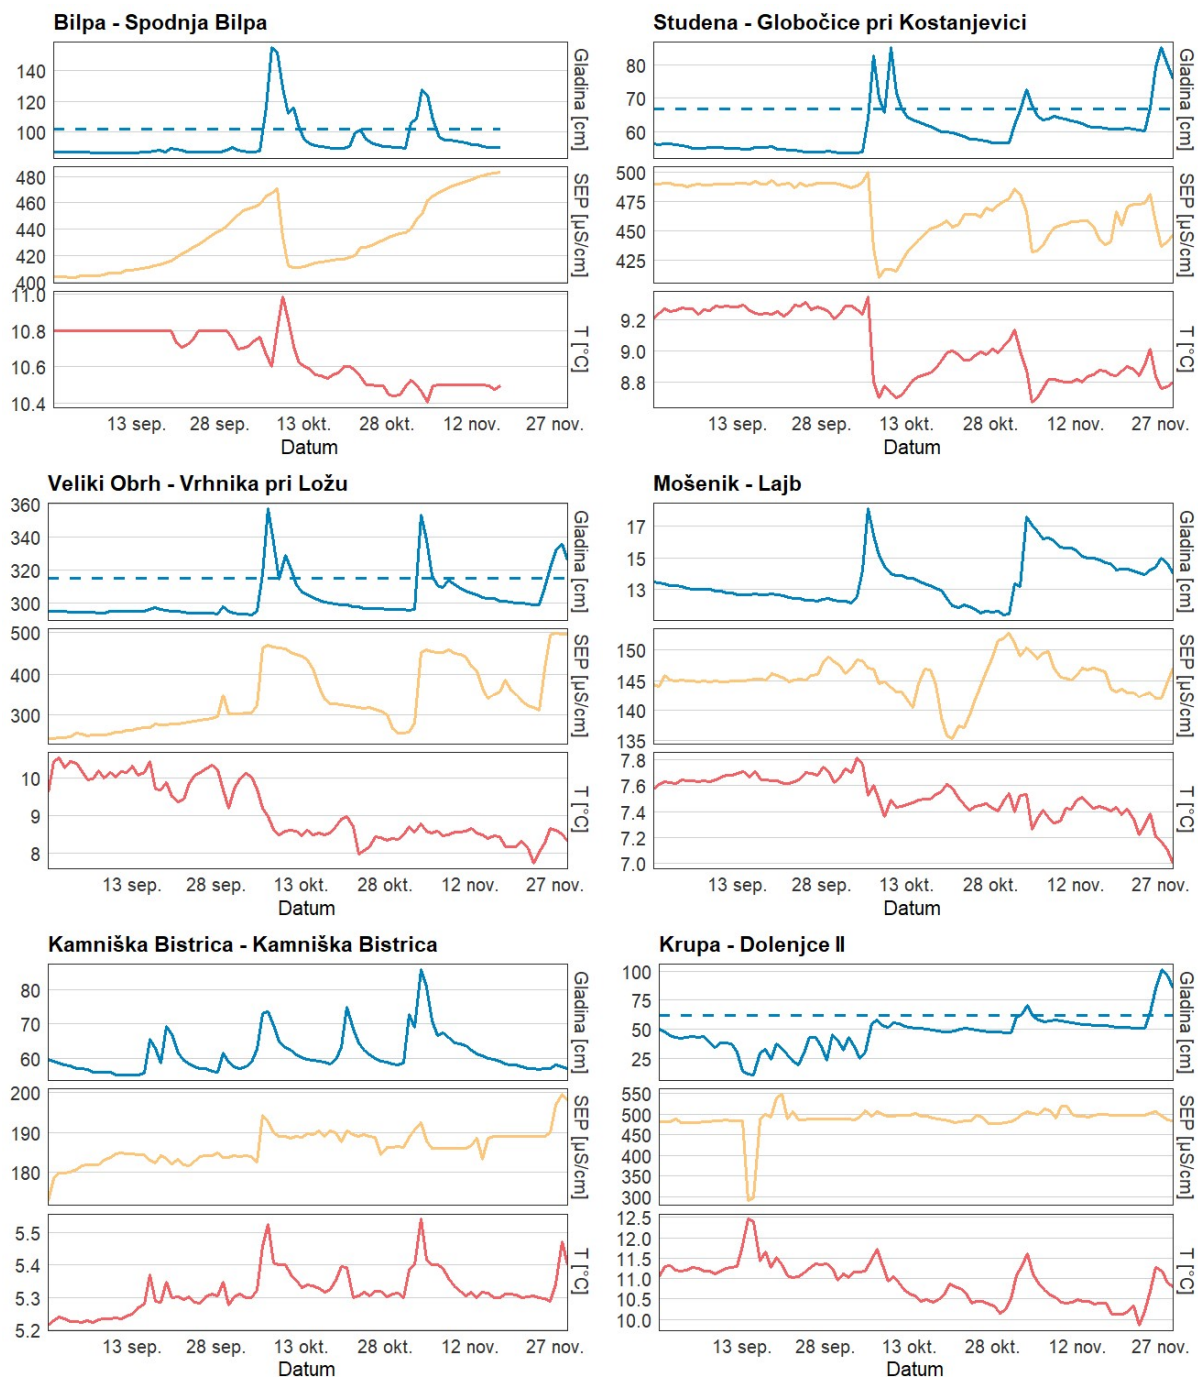 Bilpa - Spodnja Bilpa
140
120
100
80
Gladina [cm]
480
460
440
420
400
SEP [µS/cm]
11.0
10.8
10.6
10.4
T [°C]
13 sep. 28 sep. 13 okt. 28 okt. 12 nov. 27 nov.
Datum
Studena - Globočice pri Kostanjevici
80
70
60
Gladina [cm]
500
475
450
425
SEP [µS/cm]
9.2
9.0
8.8
T [°C]
13 sep. 28 sep. 13 okt. 28 okt. 12 nov. 27 nov.
Datum
Veliki Obrh - Vrhnika pri Ložu
360
340
320
300
Gladina [cm]
500
400
300
SEP [µS/cm]
10
9
8
T [°C]
13 sep. 28 sep. 13 okt. 28 okt. 12 nov. 27 nov.
Datum
Mošenik - Lajb
17
15
13
Gladina [cm]
150
145
140
135
SEP [µS/cm]
7.8
7.6
7.4
7.2
7.0
T [°C]
13 sep. 28 sep. 13 okt. 28 okt. 12 nov. 27 nov.
Datum
Kamniška Bistrica - Kamniška Bistrica
80
70
60
Gladina [cm]
200
190
180
SEP [µS/cm]
5.5
5.4
5.3
5.2
T [°C]
13 sep. 28 sep. 13 okt. 28 okt. 12 nov. 27 nov.
Datum
Krupa - Dolenjce II
100
75
50
25
Gladina [cm]
550
500
450
400
350
300
SEP [µS/cm]
12.5
12.0
11.5
11.0
10.5
10.0
T [°C]
13 sep. 28 sep. 13 okt. 28 okt. 12 nov. 27 nov.
Datum